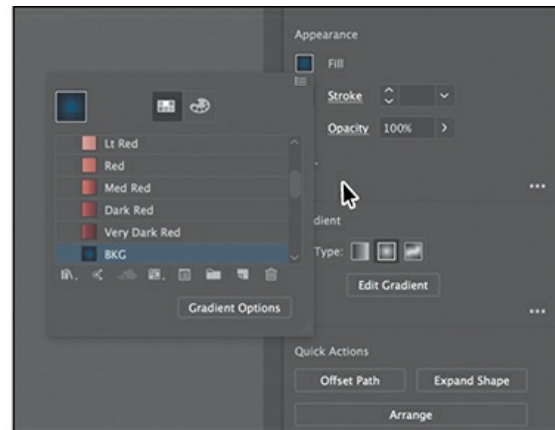 Appearance
Fill
Stroke
Opacity 100%
Lt Red
Red
Med Red
Dark Red
Very Dark Red
BKG
Gradient Options
dient
Type:
Edit Gradient
Quick Actions
Offset Path Expand Shape
Arrange